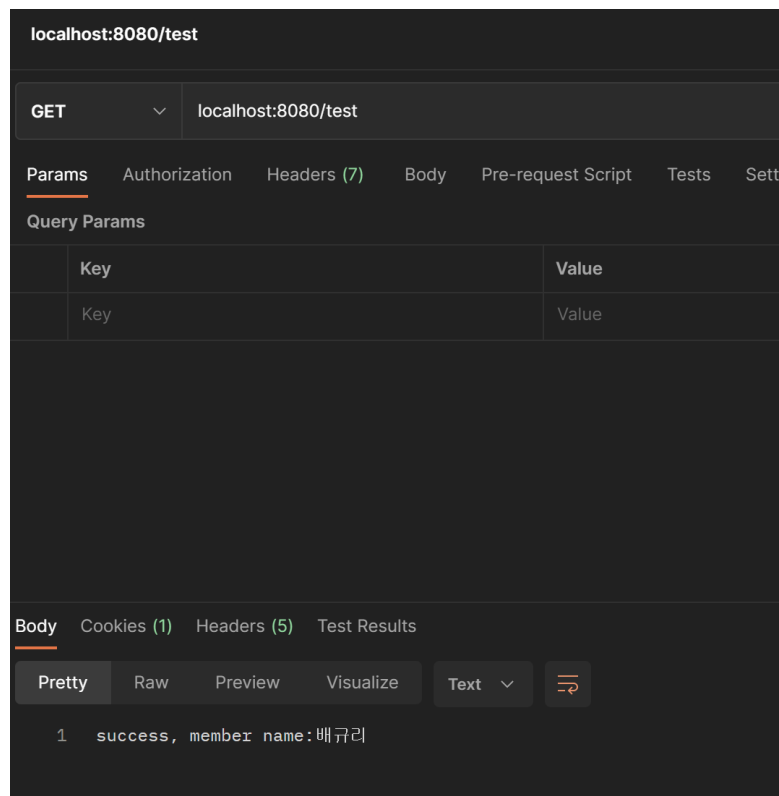 localhost:8080/test
GET localhost:8080/test
Params Authorization Headers (7) Body Pre-request Script Tests Sett
Query Params
Key Value
Key Value
Body Cookies (1) Headers (5) Test Results
Pretty Raw Preview Visualize Text
1 success, member name:배규리